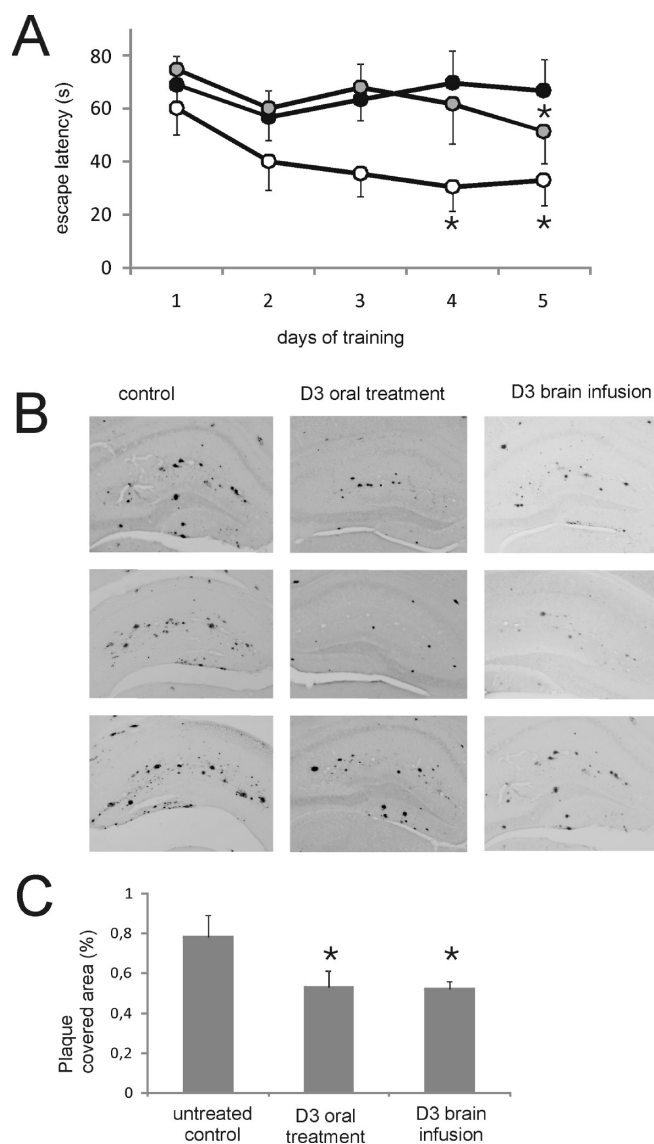 A
80
60
40
20
0
escape latency (s)
*
*
*
1 2 3 4 5
days of training
B
control D3 oral treatment D3 brain infusion
C
1
0,8
0,6
0,4
0,2
0
Plaque
covered area (%)
* *
untreated
control
D3 oral
treatment
D3 brain
infusion